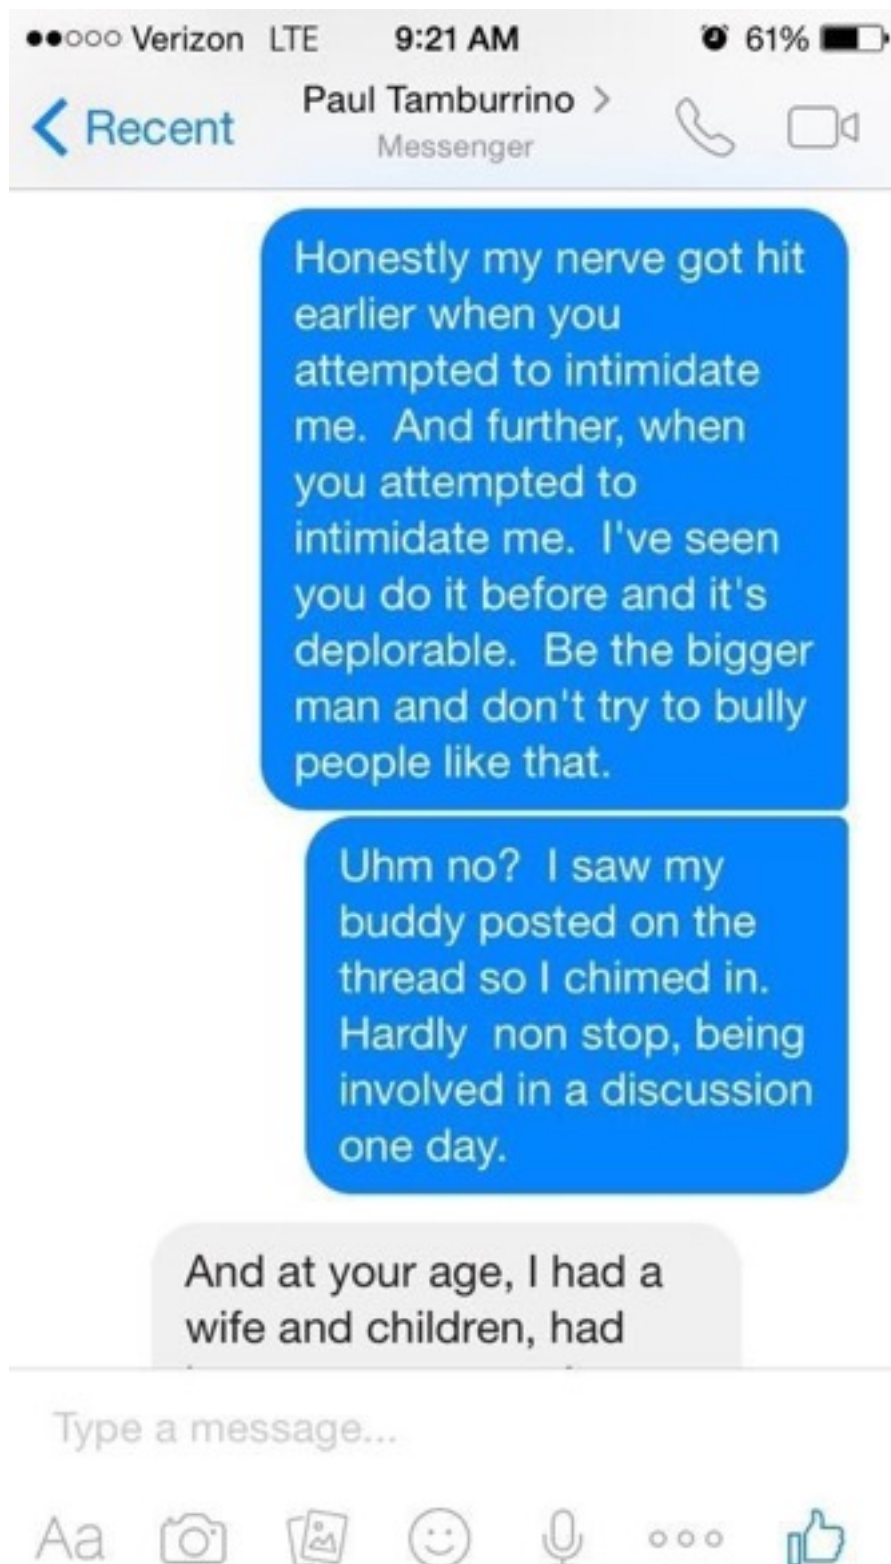 Verizon LTE 9:21 AM 61%
Recent
Paul Tamburrino >
Messenger
Honestly my nerve got hit
earlier when you
attempted to intimidate
me.  And further, when
you attempted to
intimidate me.  I've seen
you do it before and it's
deplorable.  Be the bigger
man and don't try to bully
people like that.
Uhm no?  I saw my
buddy posted on the
thread so I chimed in.
Hardly  non stop, being
involved in a discussion
one day.
And at your age, I had a
wife and children, had
Type a message...
Aa